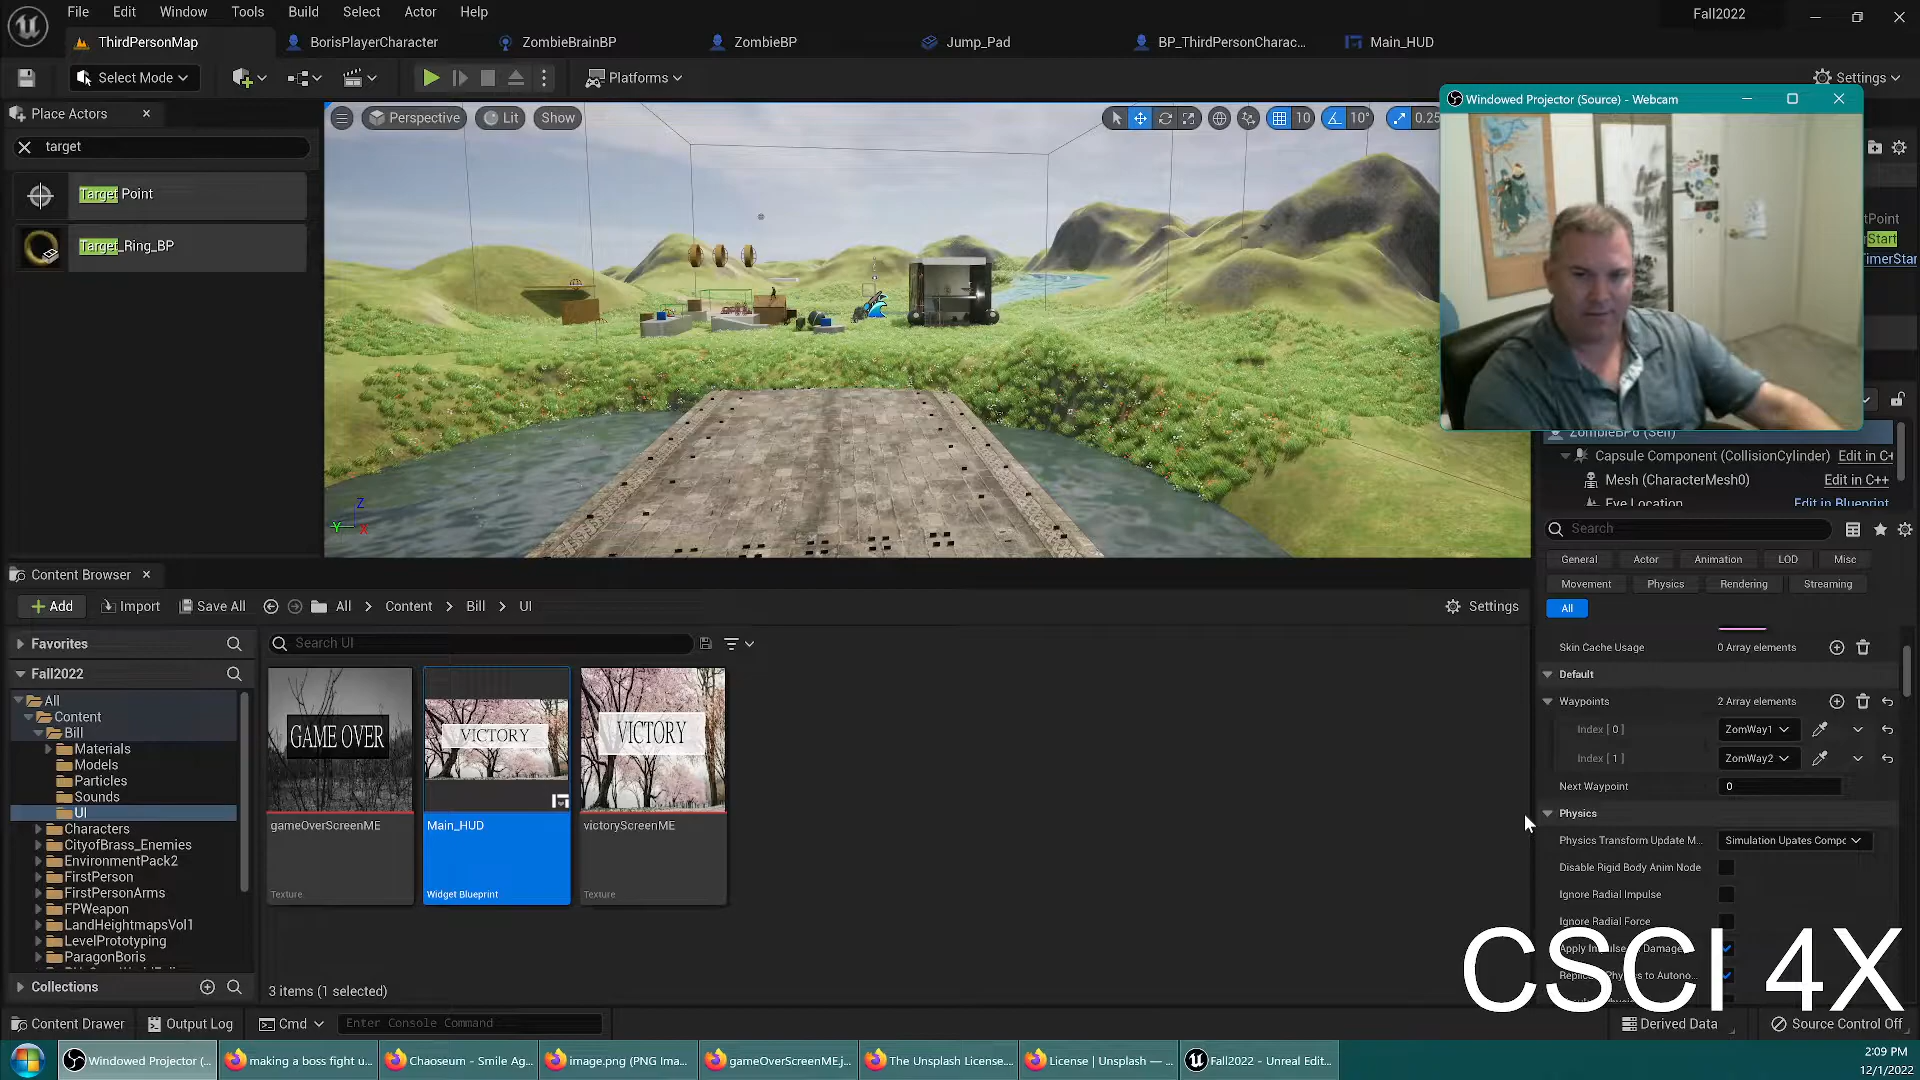 File Edit Window Tools Build Select Actor Help
Fall2022
ThirdPersonMap BorisPlayerCharacter ZombieBrainBP ZombieBP Jump_Pad BP_ThirdPersonCharac... Main_HUD
Select Mode Platforms Settings
Place Actors
target
Target Point
Target_Ring_BP
Perspective Lit Show 10 10° 0.25
Windowed Projector (Source) - Webcam
Start
Capsule Component (CollisionCylinder)
Mesh (CharacterMesh0) Edit in C++
Eye Location Edit in Blueprint
Search
General Actor Animation LOD Misc
Movement Physics Rendering Streaming
All
Skin Cache Usage 0 Array elements
Default
Waypoints 2 Array elements
Index [ 0 ] ZomWay1
Index [ 1 ] ZomWay2
Next Waypoint 0
Physics
Physics Transform Update M... Simulation Upates Compc
Disable Rigid Body Anim Node
Ignore Radial Impulse
Ignore Radial Force
CSCI 4X
Content Browser
Add Import Save All All > Content > Bill > UI Settings
Favorites
Search UI
Fall2022
All
Content
Bill
Materials
Models
Particles
Sounds
UI
Characters
CityofBrass_Enemies
EnvironmentPack2
FirstPerson
FirstPersonArms
FPWeapon
LandHeightmapsVol1
LevelPrototyping
ParagonBoris
Collections
GAME OVER
VICTORY
VICTORY
gameOverScreenME Main_HUD victoryScreenME
Texture Widget Blueprint Texture
3 items (1 selected)
Content Drawer Output Log Cmd Enter Console Command Derived Data Source Control Off
Windowed Projector (... making a boss fight u... Chaoseum - Smile Ag... image.png (PNG Ima... gameOverScreenME.j... The Unsplash License... License | Unsplash — ... Fall2022 - Unreal Edit...
2:09 PM
12/1/2022